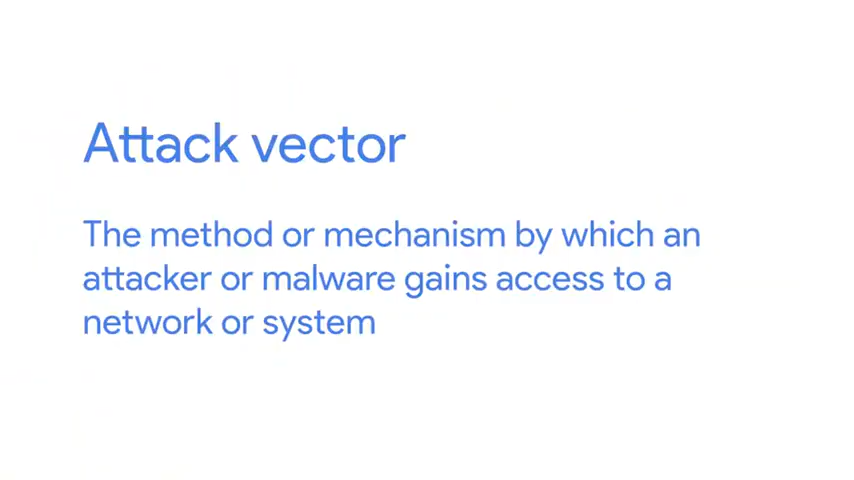 Attack vector
The method or mechanism by which an
attacker or malware gains access to a
network or system